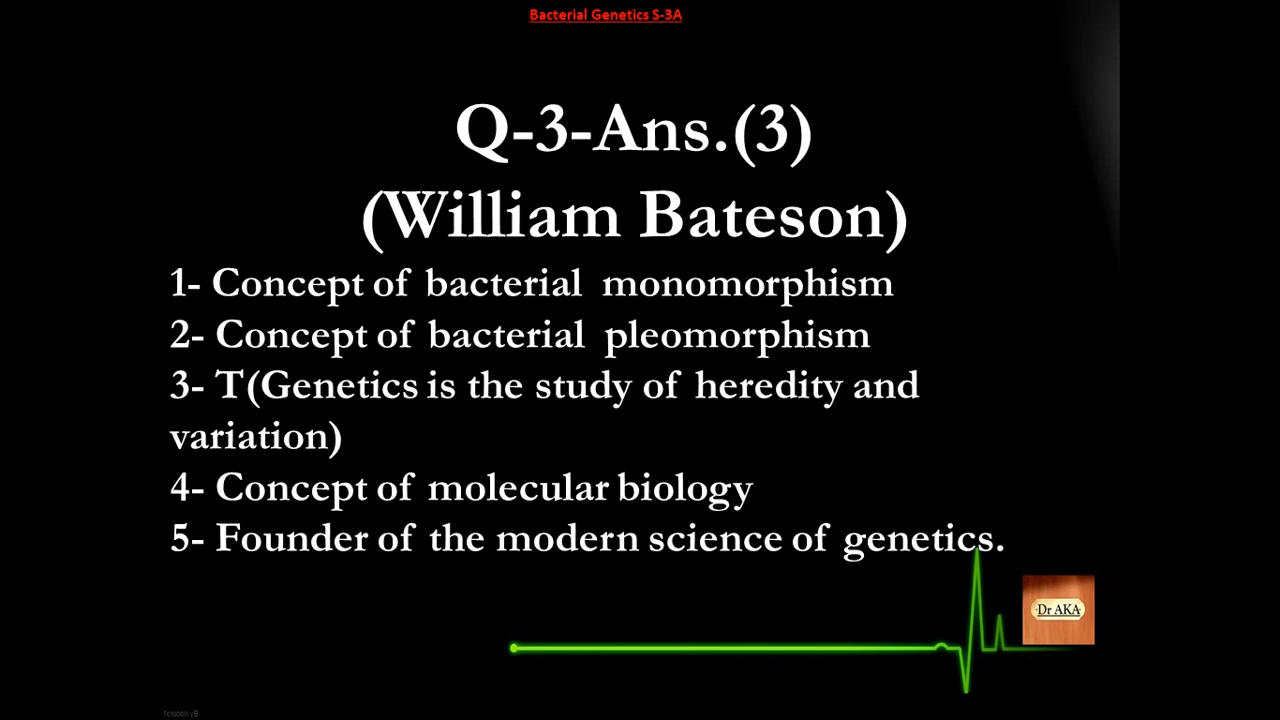 Bacterial Genetics S-3A
Q-3-Ans.(3)
(William Bateson)
1- Concept of bacterial monomorphism
2- Concept of bacterial pleomorphism
3- T(Genetics is the study of heredity and
variation)
4- Concept of molecular biology
5- Founder of the modern science of genetics.
Dr AKA